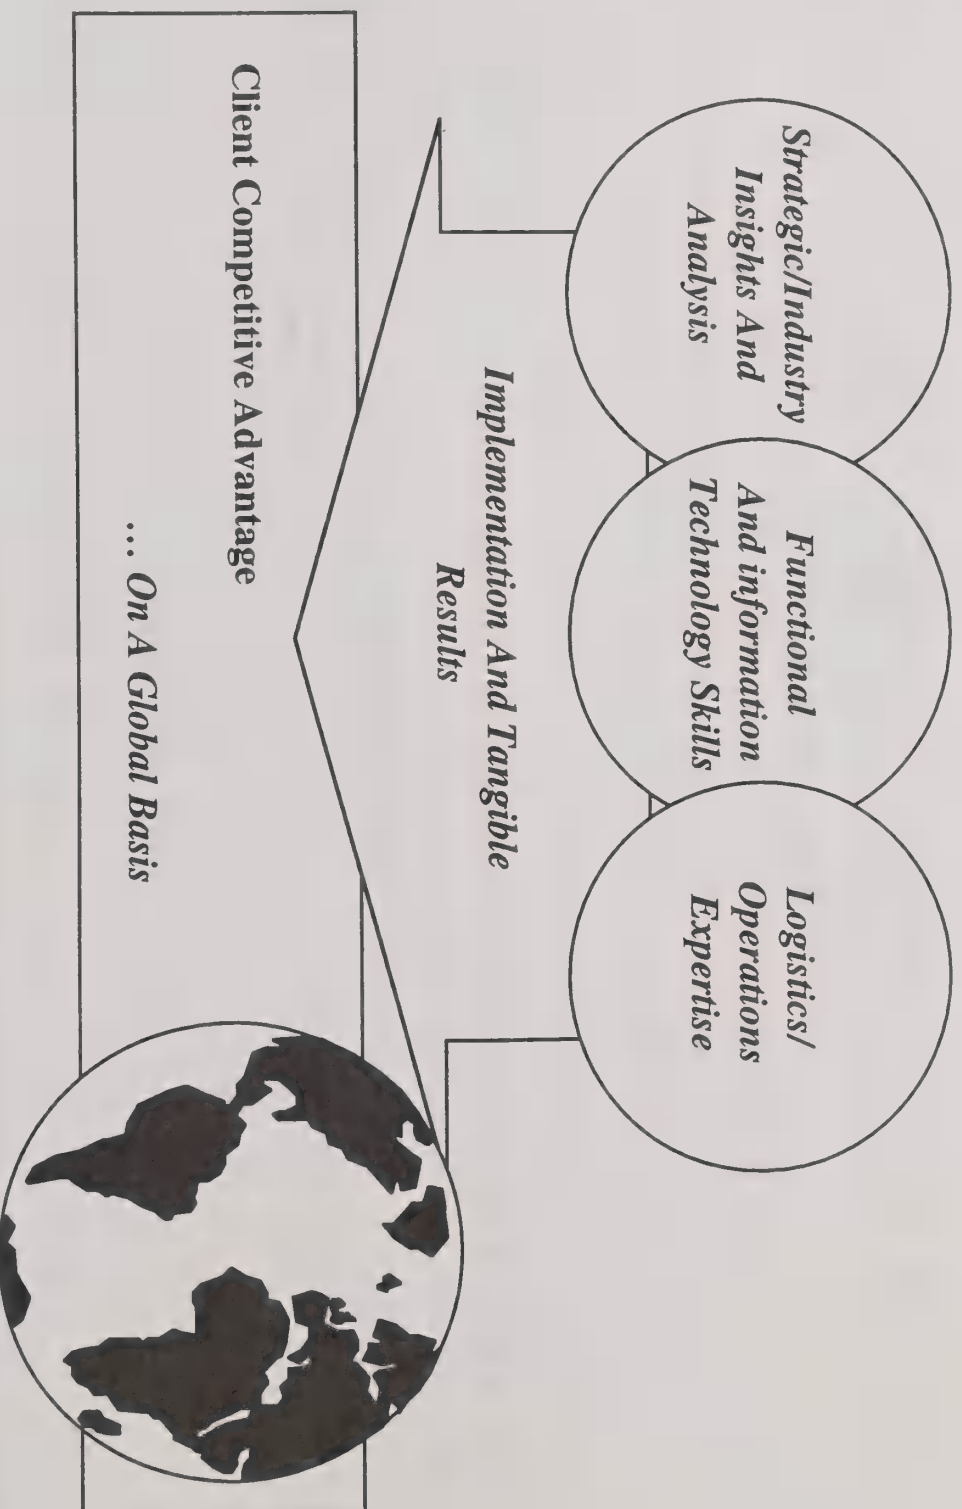 Strategic/Industry
Insights And
Analysis
Functional
And information
Technology Skills
Logistics/
Operations
Expertise
Implementation And Tangible
Results
Client Competitive Advantage
... On A Global Basis